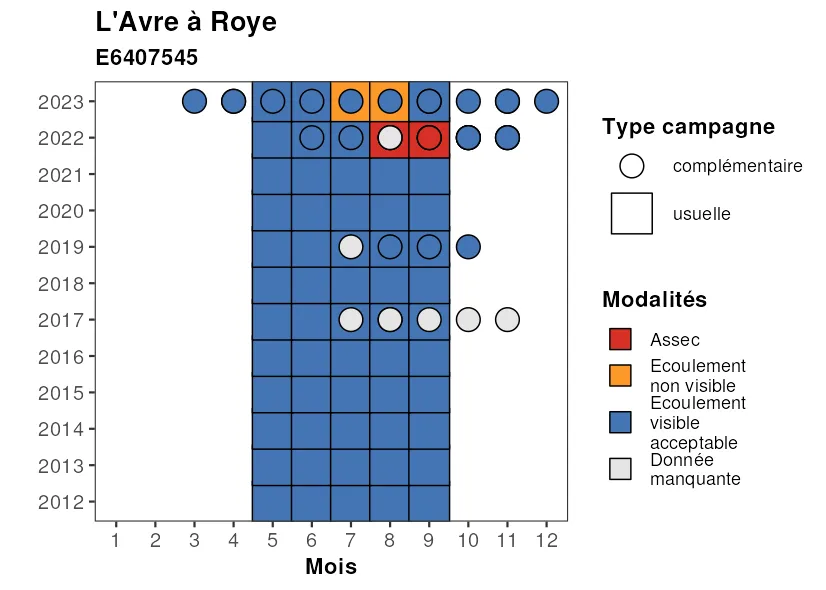 L'Avre à Roye
E6407545
2023
2022
2021
2020
2019
2018
2017
2016
2015
2014
2013
2012
1 2 3 4 5 6 7 8 9 10 11 12
Mois
Type campagne
complémentaire
usuelle
Modalités
Assec
Ecoulement
non visible
Ecoulement
visible
acceptable
Donnée
manquante